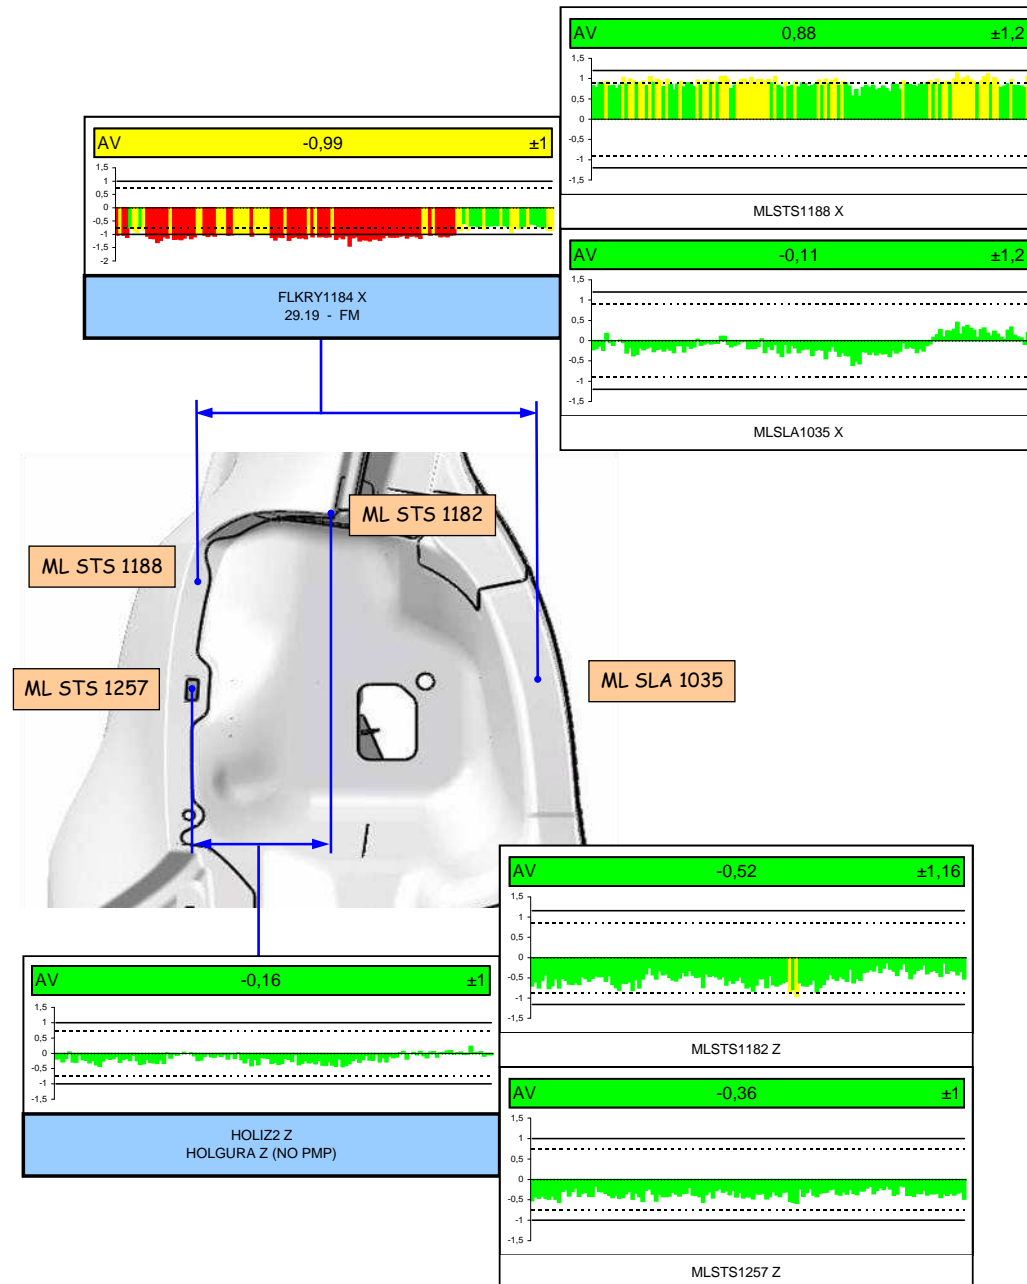 AV 0,88 ±1,2
1,5
1
0,5
0
-0,5
-1
-1,5
MLSTS1188 X
AV -0,99 ±1
1,5
1
0,5
0
-0,5
-1
-1,5
-2
FLKRY1184 X
29.19 - FM
AV -0,11 ±1,2
1,5
1
0,5
0
-0,5
-1
-1,5
MLSLA1035 X
ML STS 1182
ML STS 1188
ML STS 1257
ML SLA 1035
AV -0,52 ±1,16
1,5
1
0,5
0
-0,5
-1
-1,5
MLSTS1182 Z
AV -0,16 ±1
1,5
1
0,5
0
-0,5
-1
-1,5
HOLIZ2 Z
HOLGURA Z (NO PMP)
AV -0,36 ±1
1,5
1
0,5
0
-0,5
-1
-1,5
MLSTS1257 Z